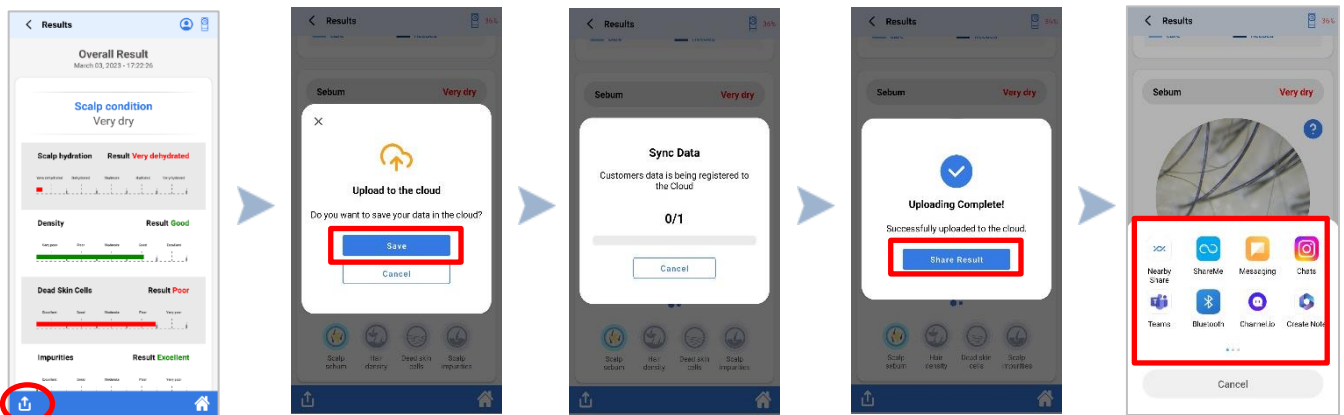 Results
Overall Result
March 03, 2023 - 17:22:26
Scalp condition
Very dry
Scalp hydration Result Very dehydrated
Density Result Good
Dead Skin Cells Result Poor
Impurities Result Excellent
Results 36%
Sebum Very dry
Upload to the cloud
Do you want to save your data in the cloud?
Save
Cancel
Scalp sebum
Hair density
Dead skin cells
Scalp impurities
Results 36%
Sebum Very dry
Sync Data
Customers data is being registered to
the Cloud
0/1
Cancel
Scalp sebum
Hair density
Dead skin cells
Scalp impurities
Results 36%
Sebum Very dry
Uploading Complete!
Successfully uploaded to the cloud.
Share Result
Scalp sebum
Hair density
Dead skin cells
Scalp impurities
Results 36%
Sebum Very dry
?
Nearby Share
ShareMe
Messaging
Chats
Teams
Bluetooth
Channel.io
Create Note
Cancel